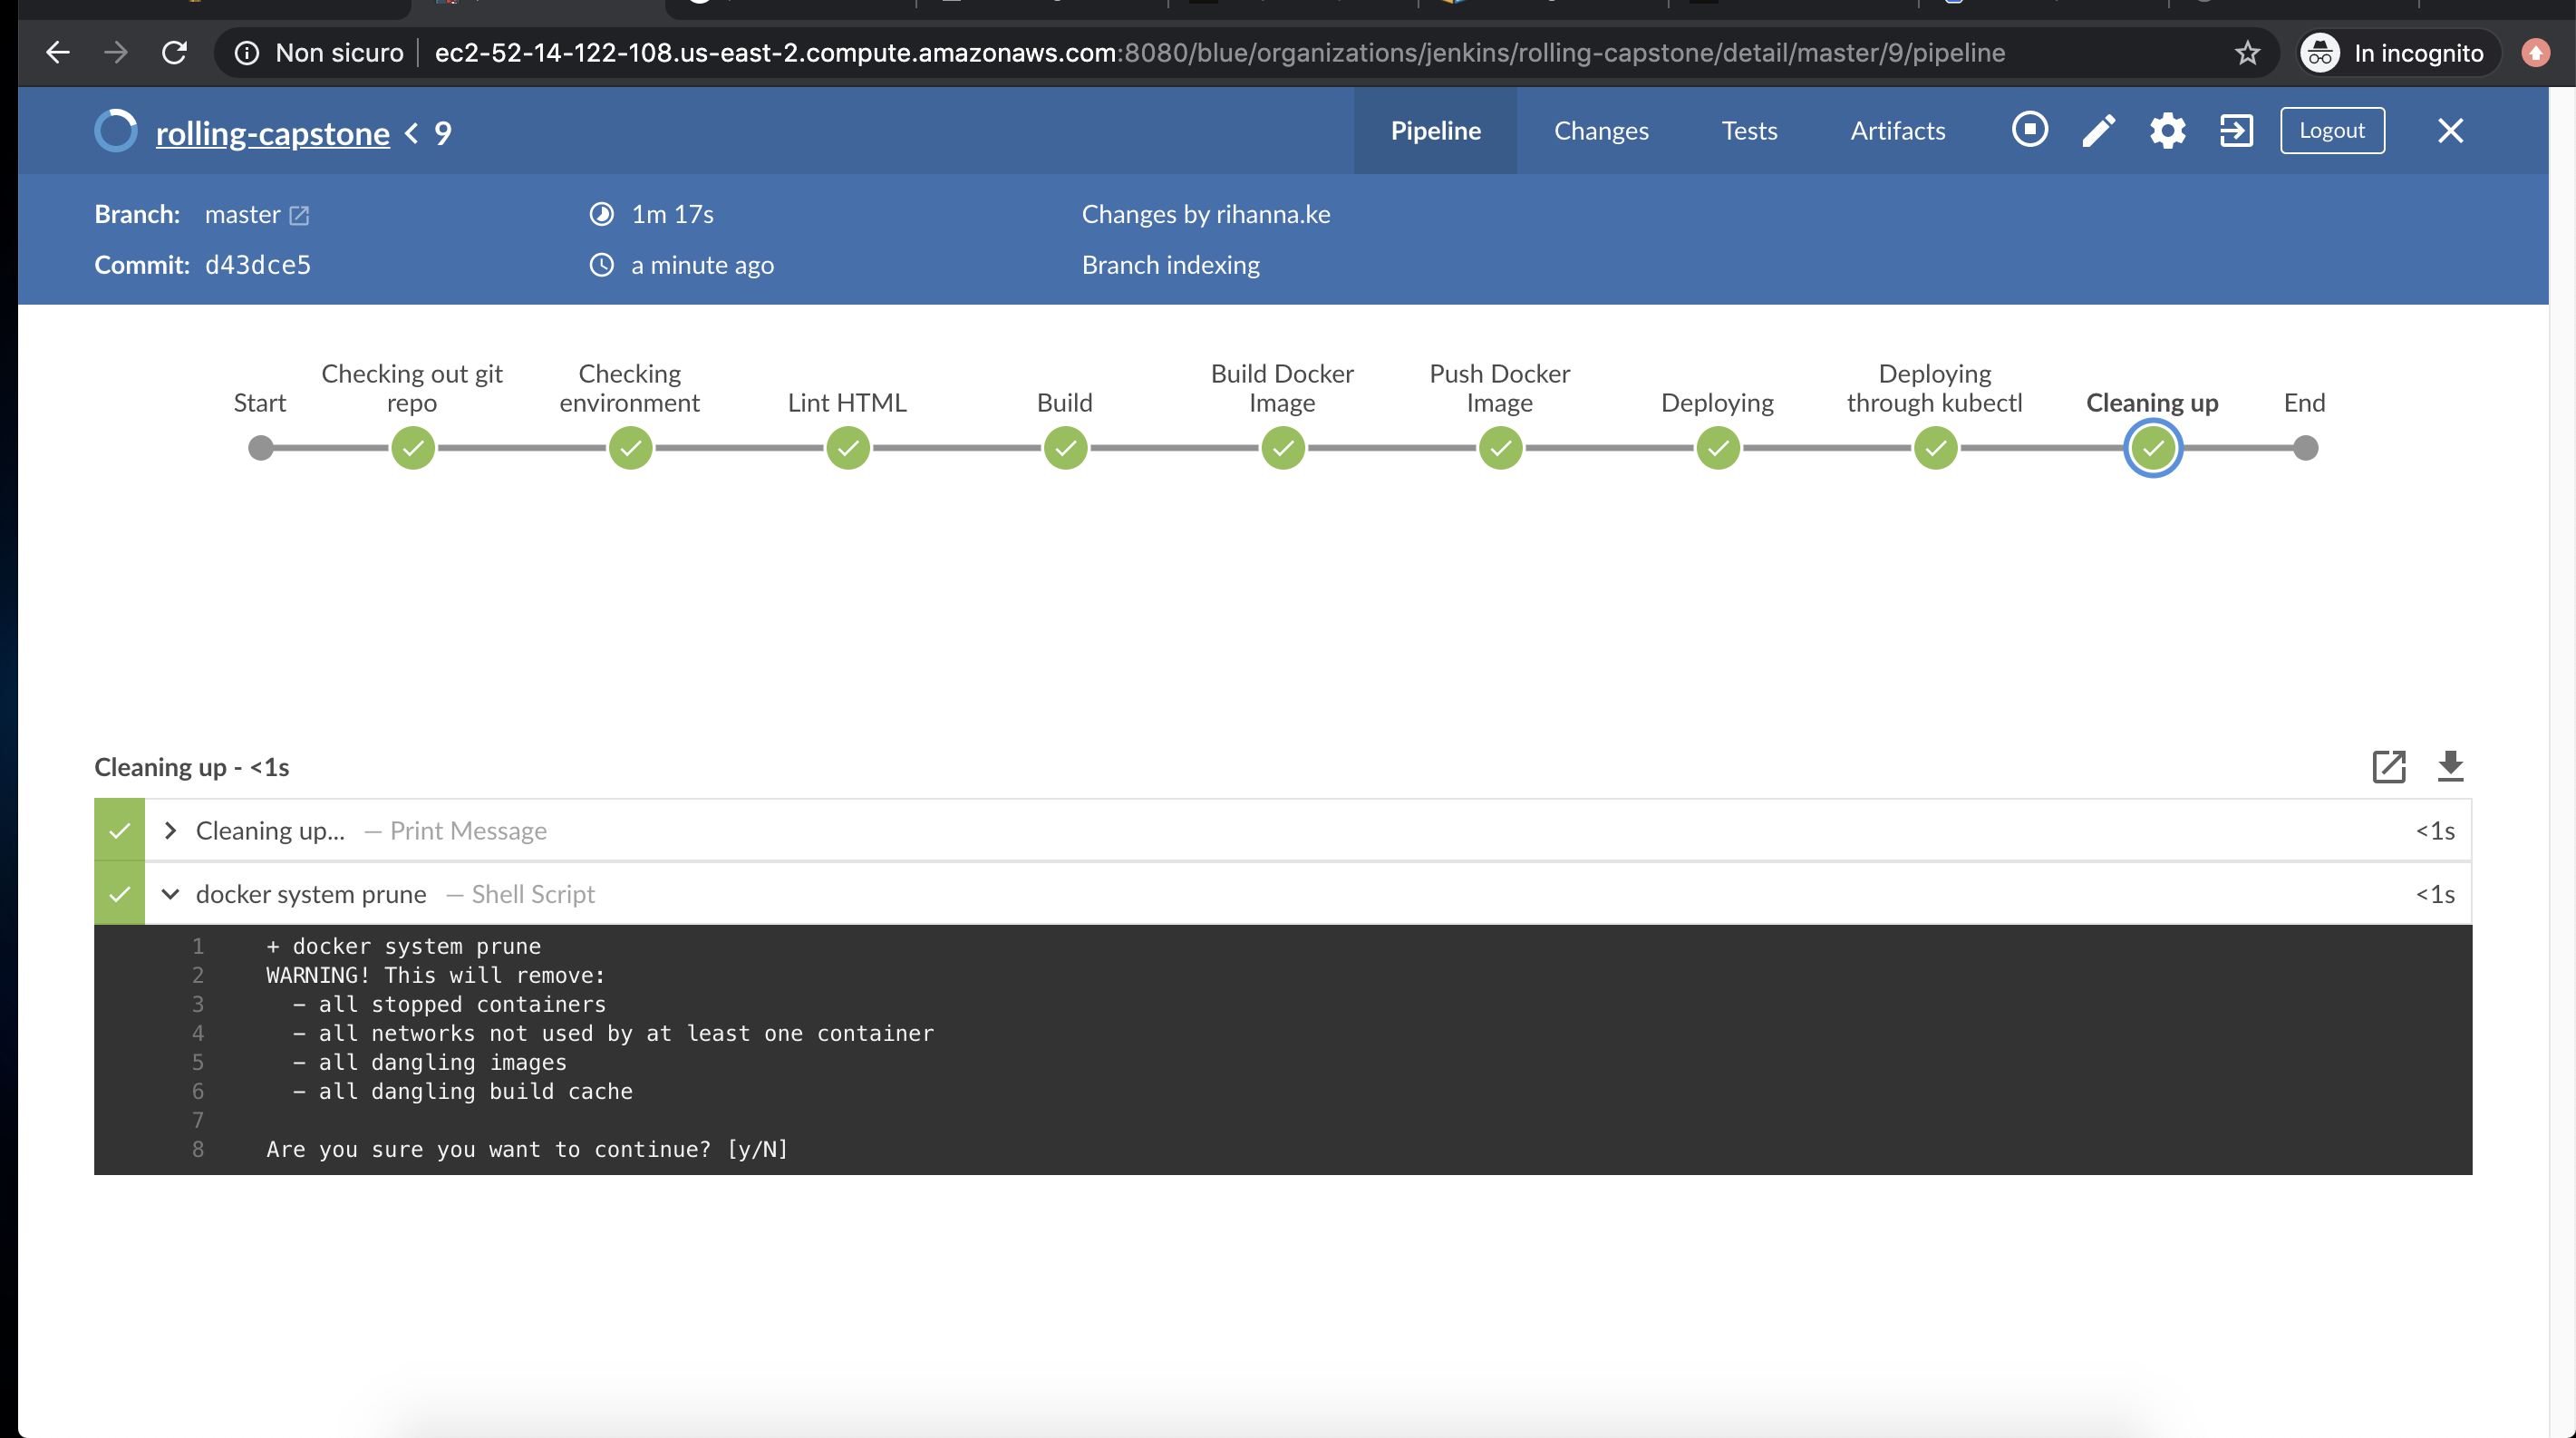 Non sicuro ec2-52-14-122-108.us-east-2.compute.amazonaws.com:8080/blue/organizations/jenkins/rolling-capstone/detail/master/9/pipeline In incognito
rolling-capstone < 9 Pipeline Changes Tests Artifacts Logout
Branch: master 1m 17s Changes by rihanna.ke
Commit: d43dce5 a minute ago Branch indexing
Start
Checking out git
repo
Checking
environment
Lint HTML
Build
Build Docker
Image
Push Docker
Image
Deploying
Deploying
through kubectl
Cleaning up
End
Cleaning up - <1s
Cleaning up... — Print Message <1s
docker system prune — Shell Script <1s
1 + docker system prune
2 WARNING! This will remove:
3 - all stopped containers
4 - all networks not used by at least one container
5 - all dangling images
6 - all dangling build cache
7
8 Are you sure you want to continue? [y/N]